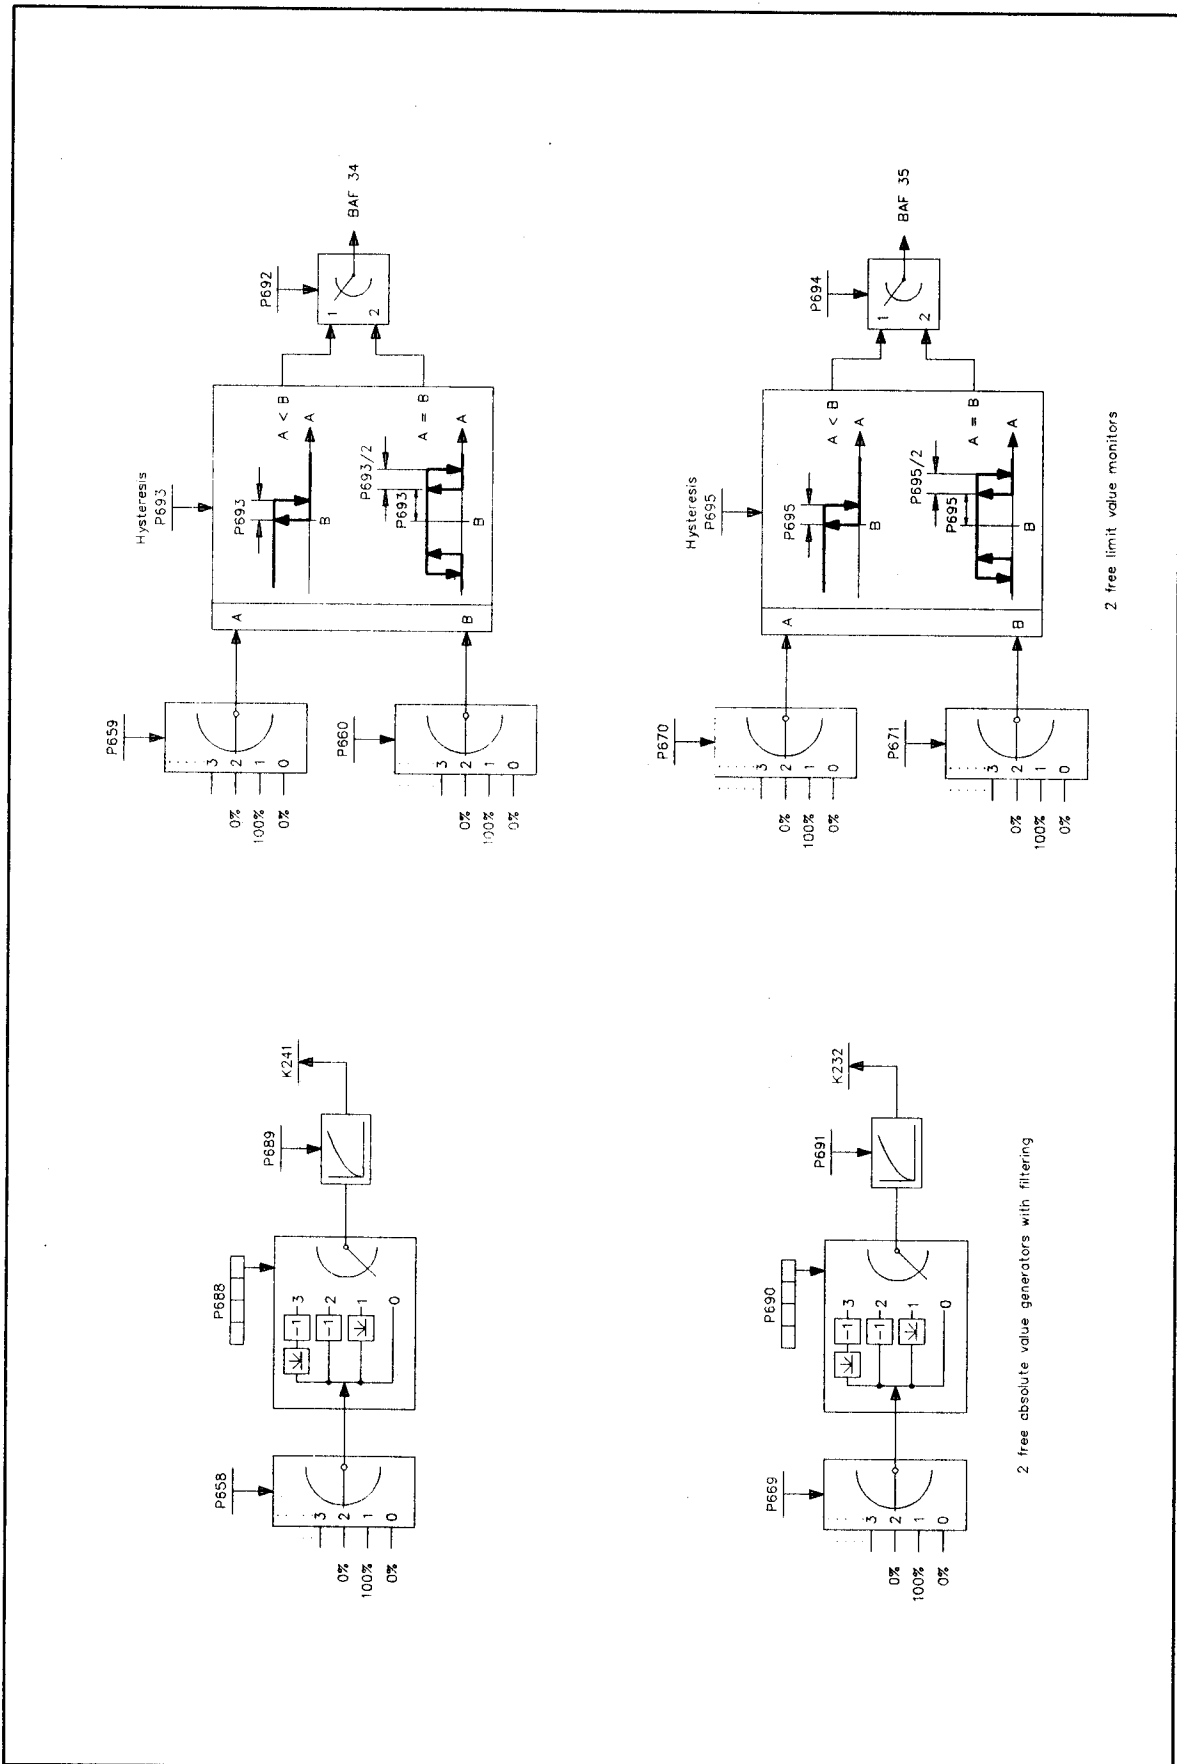 P658
3
2
1
0
0%
100%
0%
P688
-1
3
-1
2
1
0
P689
K241
P669
3
2
1
0
0%
100%
0%
P690
-1
3
-1
2
1
0
P691
K232
2 free absolute value generators with filtering
P659
3
2
1
0
0%
100%
0%
P660
3
2
1
0
0%
100%
0%
Hysteresis
P693
A
B
P693
B
A
A < B
P693/2
P693
B
A
A = B
P692
1
2
BAF 34
P670
3
2
1
0
0%
100%
0%
P671
3
2
1
0
0%
100%
0%
Hysteresis
P695
A
B
P695
B
A
A < B
P695/2
P695
B
A
A = B
P694
1
2
BAF 35
2 free limit value monitors